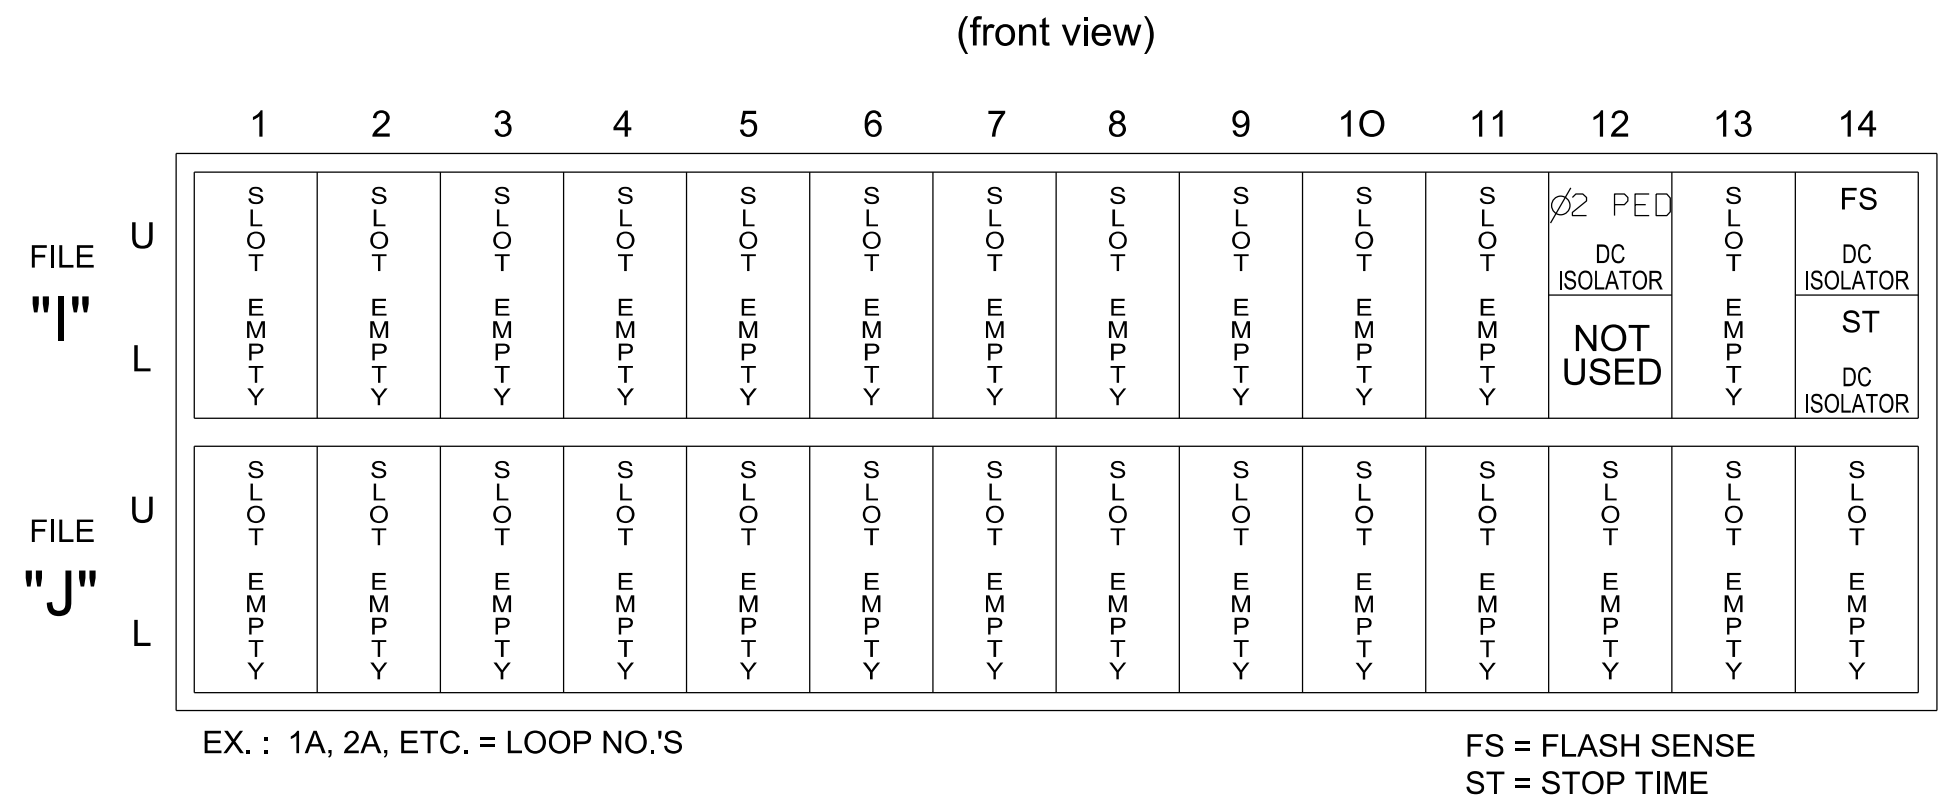 (front view)
1 2 3 4 5 6 7 8 9 1O 11 12 13 14
FILE "I"
U
L
SLOT EMPTY
SLOT EMPTY
SLOT EMPTY
SLOT EMPTY
SLOT EMPTY
SLOT EMPTY
SLOT EMPTY
SLOT EMPTY
SLOT EMPTY
SLOT EMPTY
SLOT EMPTY
∅2 PED
DC
ISOLATOR
NOT
USED
SLOT EMPTY
FS
DC
ISOLATOR
ST
DC
ISOLATOR
FILE "J"
U
L
SLOT EMPTY
SLOT EMPTY
SLOT EMPTY
SLOT EMPTY
SLOT EMPTY
SLOT EMPTY
SLOT EMPTY
SLOT EMPTY
SLOT EMPTY
SLOT EMPTY
SLOT EMPTY
SLOT EMPTY
SLOT EMPTY
SLOT EMPTY
EX. : 1A, 2A, ETC. = LOOP NO.'S
FS = FLASH SENSE
ST = STOP TIME